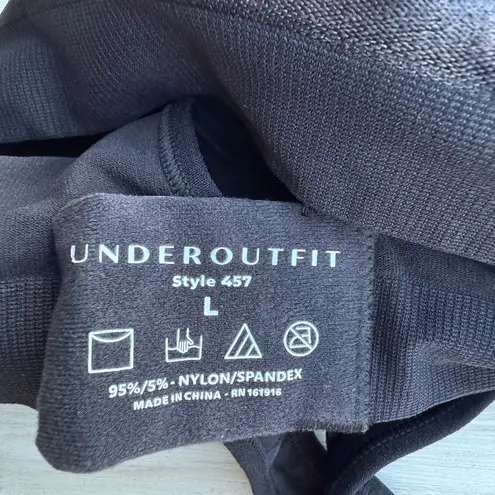 UNDEROUTFIT
Style 457
L
95%/5% - NYLON/SPANDEX
MADE IN CHINA - RN 161916